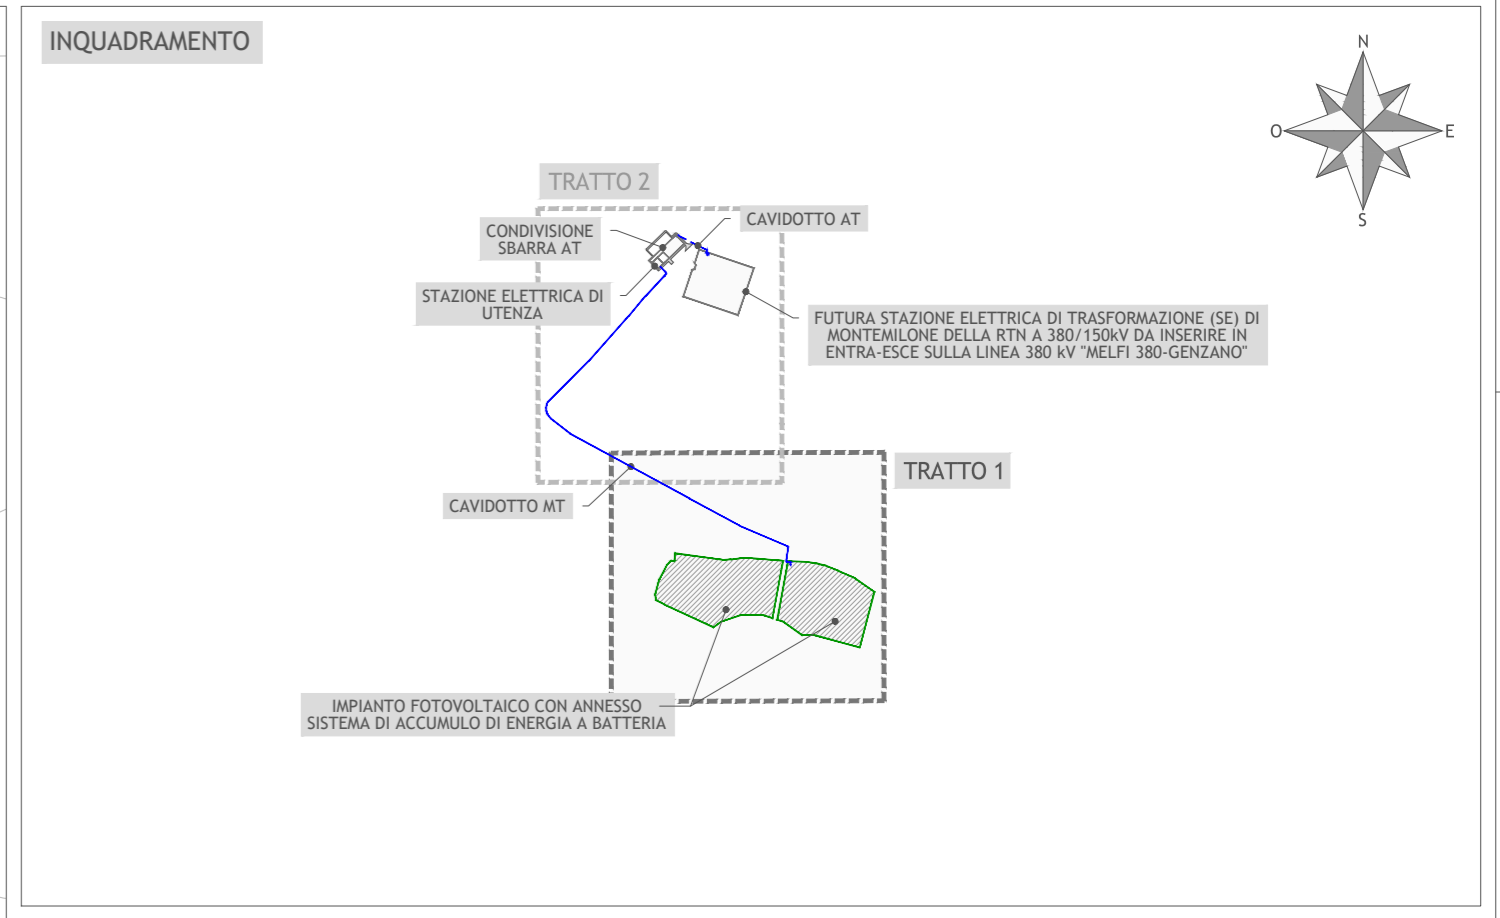 INQUADRAMENTO
N
O
E
S
TRATTO 2
CAVIDOTTO AT
CONDIVISIONE
SBARRA AT
STAZIONE ELETTRICA DI
UTENZA
FUTURA STAZIONE ELETTRICA DI TRASFORMAZIONE (SE) DI
MONTEMILONE DELLA RTN A 380/150kV DA INSERIRE IN
ENTRA-ESCE SULLA LINEA 380 kV "MELFI 380-GENZANO"
TRATTO 1
CAVIDOTTO MT
IMPIANTO FOTOVOLTAICO CON ANNESSO
SISTEMA DI ACCUMULO DI ENERGIA A BATTERIA